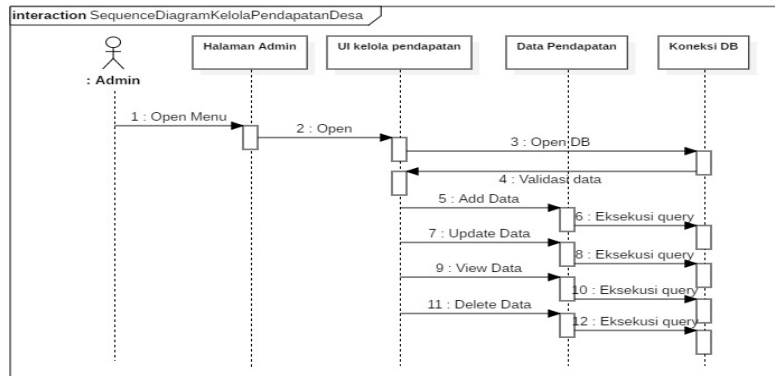 interaction SequenceDiagramKelolaPendapatanDesa
Halaman Admin
UI kelola pendapatan
Data Pendapatan
Koneksi DB
: Admin
1 : Open Menu
2 : Open
3 : Open DB
4 : Validasi data
5 : Add Data
6 : Eksekusi query
7 : Update Data
8 : Eksekusi query
9 : View Data
10 : Eksekusi query
11 : Delete Data
12 : Eksekusi query